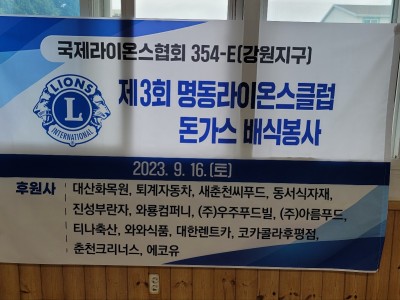 국제라이온스협회 354-E(강원지구)
LIONS
L
INTERNATIONAL
제3회 명동라이온스클럽
돈가스 배식봉사
2023. 9. 16.(토)
후원사
대산화목원, 퇴계자동차, 새춘천씨푸드, 동서식자재,
진성부란자, 와룡컴퍼니, (주)우주푸드빌, (주)아름푸드,
티나축산, 와와식품, 대한렌트카, 코카콜라후평점,
춘천크리너스, 에코유